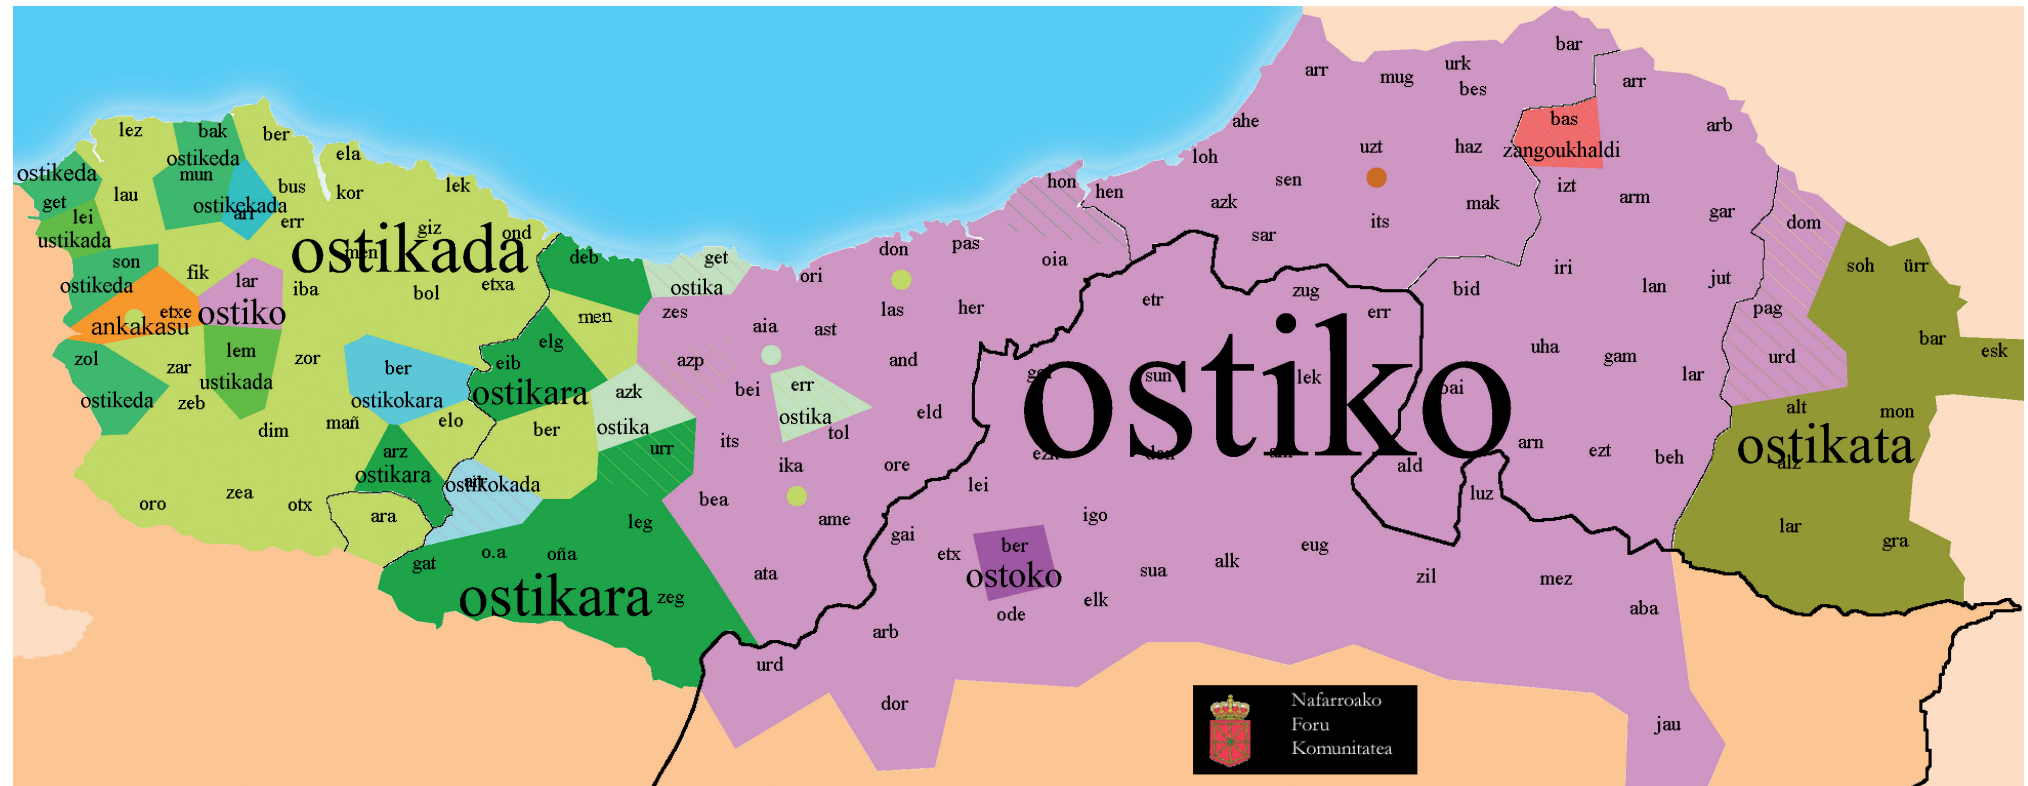 bar
arr
mug
urk
bes
arr
lez
bak
ber
ahe
bas
arb
ostikeda
mun
ela
loh
uzt
haz
zangoukhaldi
ostikeda
get
lau
bus
kor
lek
hon
hen
sen
izt
arm
ostikekada
arr
err
lei
ustikada
giz
ond
azk
its
mak
gar
dom
ostikada
men
sar
son
ostikeda
fik
lar
iba
bol
etxa
deb
get
ostika
ori
don
pas
oia
iri
lan
jut
soh
ürr
etxe
ankakasu
ostiko
men
zes
aia
ast
las
her
etr
zug
err
bid
pag
bar
esk
zol
zar
lem
ustikada
zor
ber
eib
elg
azp
and
uha
gam
lar
urd
ostikeda
zeb
ostikokara
ostikara
azk
bei
err
ostika
goi
sun
lek
bai
ostiko
dim
mañ
elo
ber
ostika
tol
eld
alt
mon
ostikata
alz
arz
ostikara
urr
its
ika
ore
ald
arn
ezt
beh
oro
zea
otx
ara
ostikokada
leg
bea
ame
lei
igo
luz
lar
gra
gat
o.a
oña
ata
gai
etx
ber
ostoko
sua
alk
eug
zil
mez
ostikara
zeg
ode
elk
aba
arb
urd
dor
jau
Nafarroako
Foru
Komunitatea